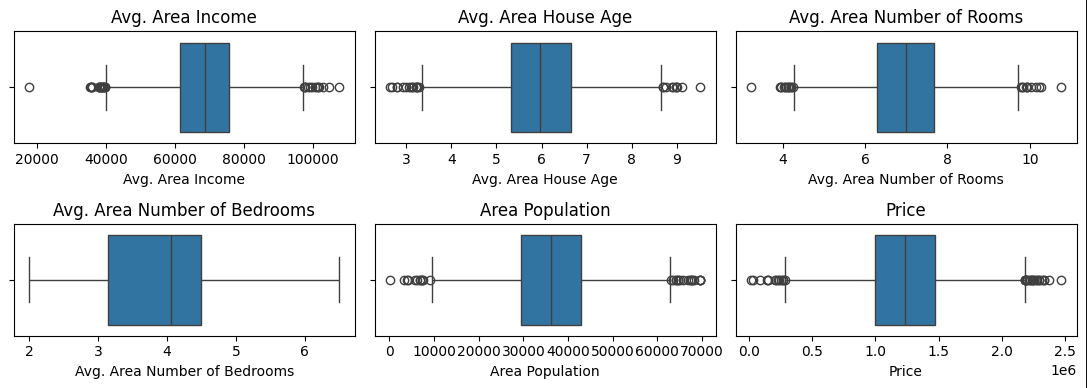 Avg. Area Income
20000 40000 60000 80000 100000
Avg. Area Income
Avg. Area House Age
3 4 5 6 7 8 9
Avg. Area House Age
Avg. Area Number of Rooms
4 6 8 10
Avg. Area Number of Rooms
Avg. Area Number of Bedrooms
2 3 4 5 6
Avg. Area Number of Bedrooms
Area Population
0 10000 20000 30000 40000 50000 60000 70000
Area Population
Price
0.0 0.5 1.0 1.5 2.0 2.5
1e6
Price